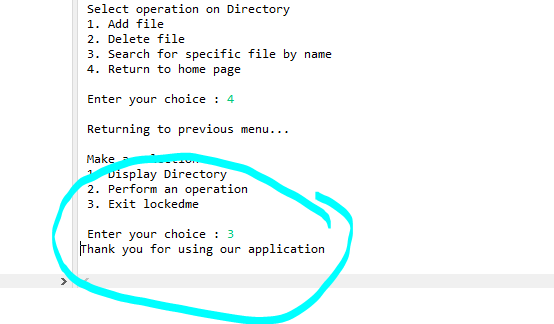 Select operation on Directory
1. Add file
2. Delete file
3. Search for specific file by name
4. Return to home page
Enter your choice : 4
Returning to previous menu...
Make a
1. Display Directory
2. Perform an operation
3. Exit lockedme
Enter your choice : 3
Thank you for using our application